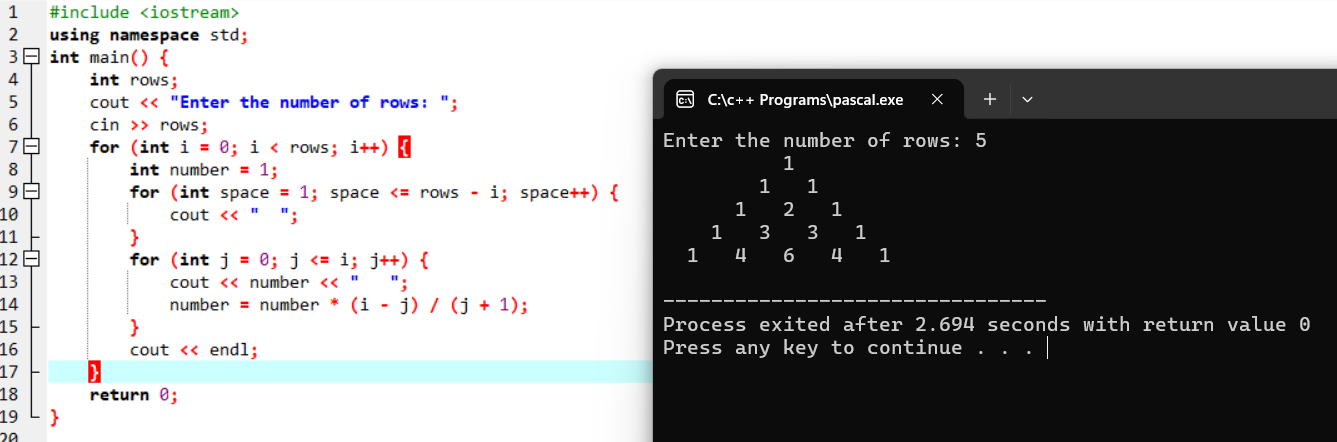 1 #include <iostream>
2 using namespace std;
3 int main() {
4     int rows;
5     cout << "Enter the number of rows: ";
6     cin >> rows;
7     for (int i = 0; i < rows; i++) {
8         int number = 1;
9         for (int space = 1; space <= rows - i; space++) {
10             cout << "  ";
11         }
12         for (int j = 0; j <= i; j++) {
13             cout << number << "   ";
14             number = number * (i - j) / (j + 1);
15         }
16         cout << endl;
17     }
18     return 0;
19 }
20
C:\c++ Programs\pascal.exe
Enter the number of rows: 5
          1
        1   1
      1   2   1
    1   3   3   1
  1   4   6   4   1
--------------------------------
Process exited after 2.694 seconds with return value 0
Press any key to continue . . .